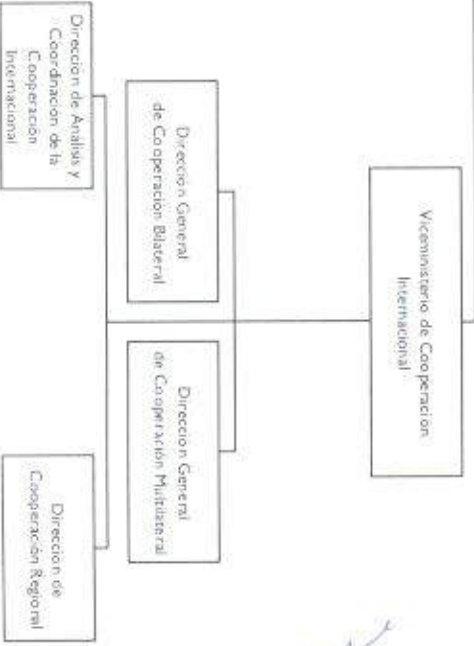 Viceministerio de Cooperación
Internacional
Dirección General
de Cooperación Bilateral
Dirección General
de Cooperación Multilateral
Dirección de Análisis y
Coordinación de la
Cooperación
Internacional
Dirección de
Cooperación Regional